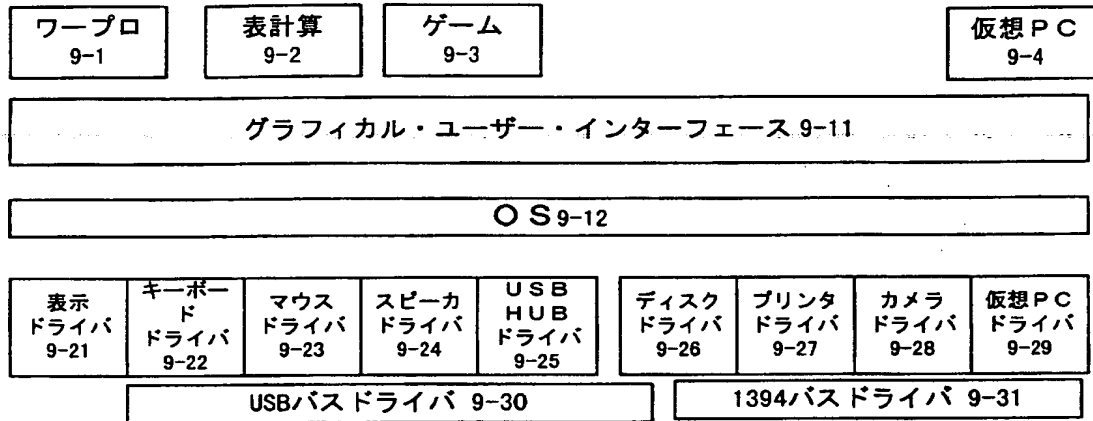 ワープロ
9-1
表計算
9-2
ゲーム
9-3
仮想PC
9-4
グラフィカル・ユーザー・インターフェース 9-11
OS 9-12
表示
ドライバ
9-21
キーボー
ド
ドライバ
9-22
マウス
ドライバ
9-23
スピーカ
ドライバ
9-24
USB
HUB
ドライバ
9-25
ディスク
ドライバ
9-26
プリンタ
ドライバ
9-27
カメラ
ドライバ
9-28
仮想PC
ドライバ
9-29
USBバスドライバ 9-30
1394バスドライバ 9-31